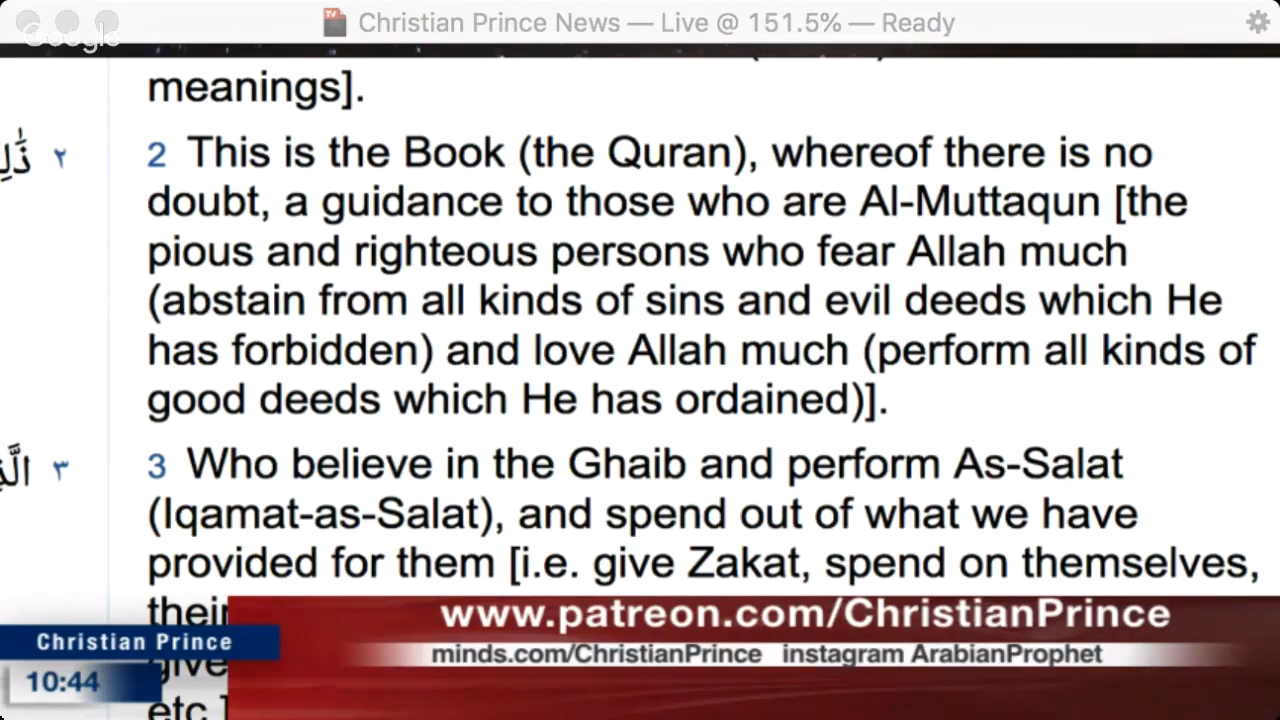 Christian Prince News — Live @ 151.5% — Ready
Google
meanings].
٢
2 This is the Book (the Quran), whereof there is no
doubt, a guidance to those who are Al-Muttaqun [the
pious and righteous persons who fear Allah much
(abstain from all kinds of sins and evil deeds which He
has forbidden) and love Allah much (perform all kinds of
good deeds which He has ordained)].
٣
3 Who believe in the Ghaib and perform As-Salat
(Iqamat-as-Salat), and spend out of what we have
provided for them [i.e. give Zakat, spend on themselves,
www.patreon.com/ChristianPrince
Christian Prince
minds.com/ChristianPrince instagram ArabianProphet
give
10:44
etc.]